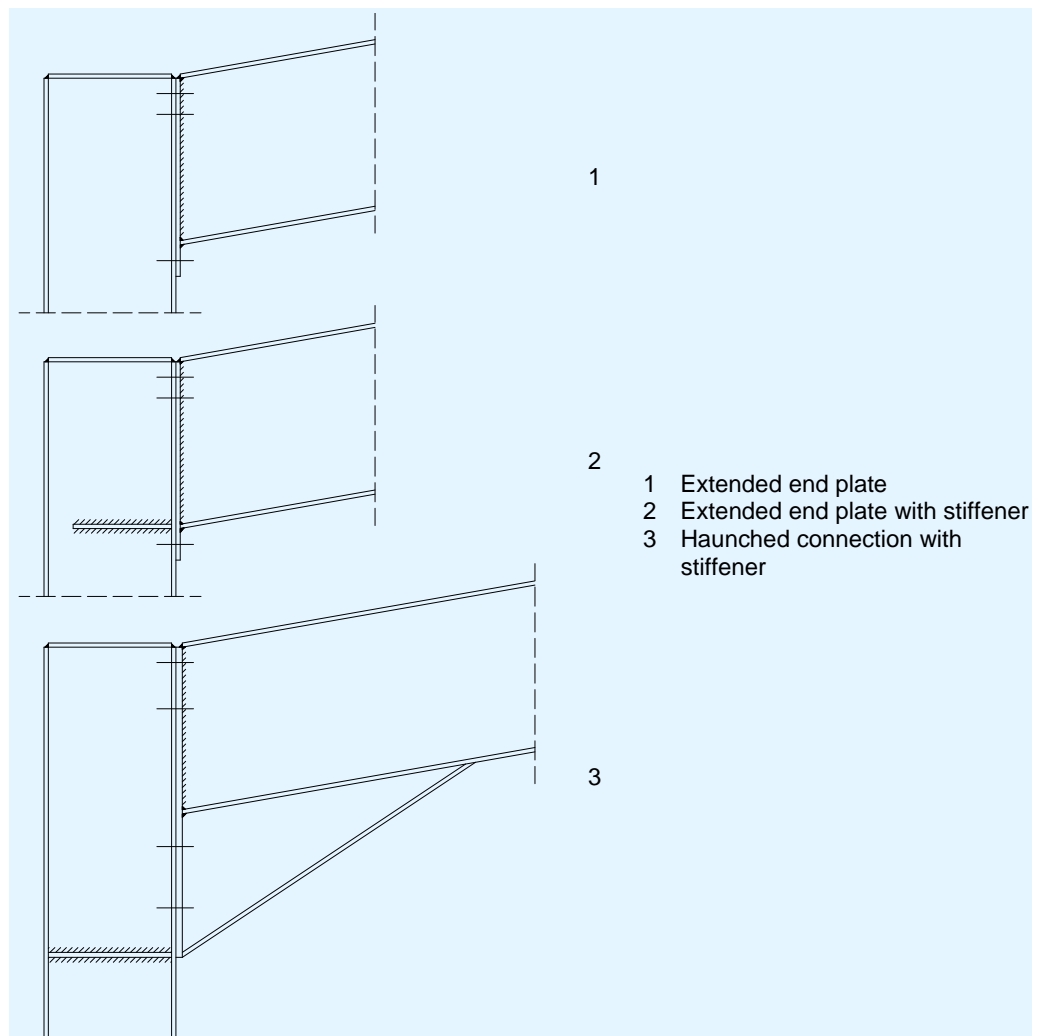 1
2
1 Extended end plate
2 Extended end plate with stiffener
3 Haunched connection with
stiffener
3